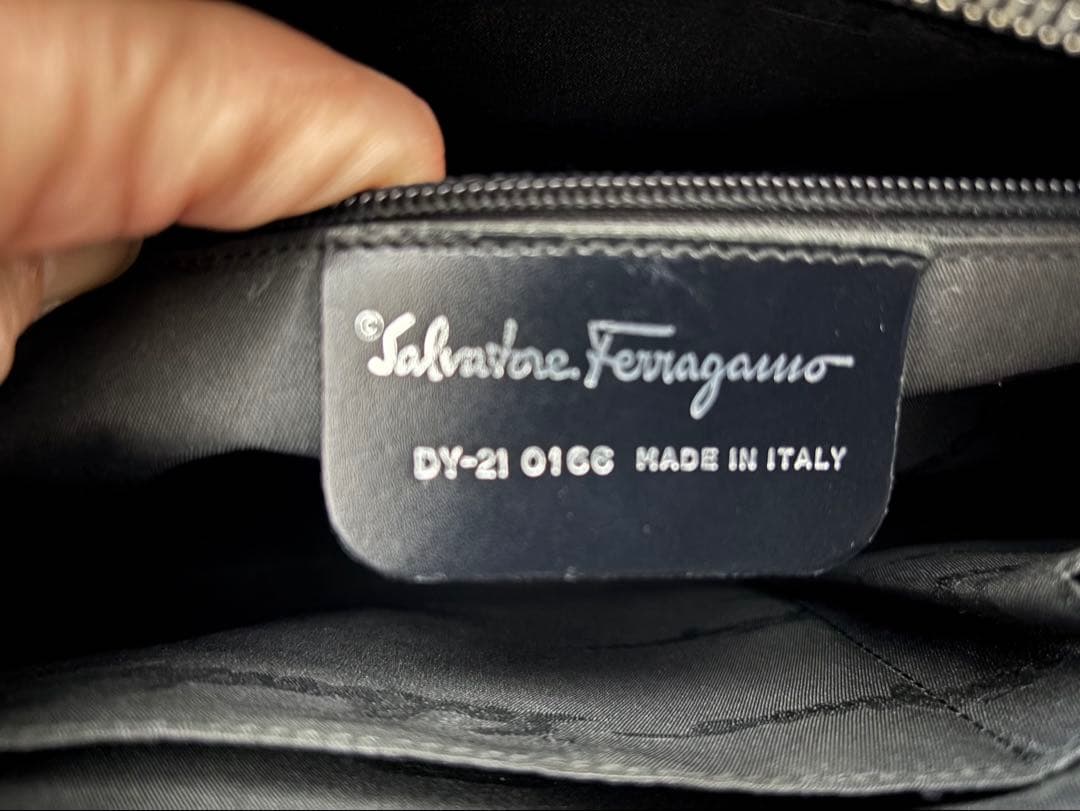 © Salvatore Ferragamo
DY-21 0166 MADE IN ITALY